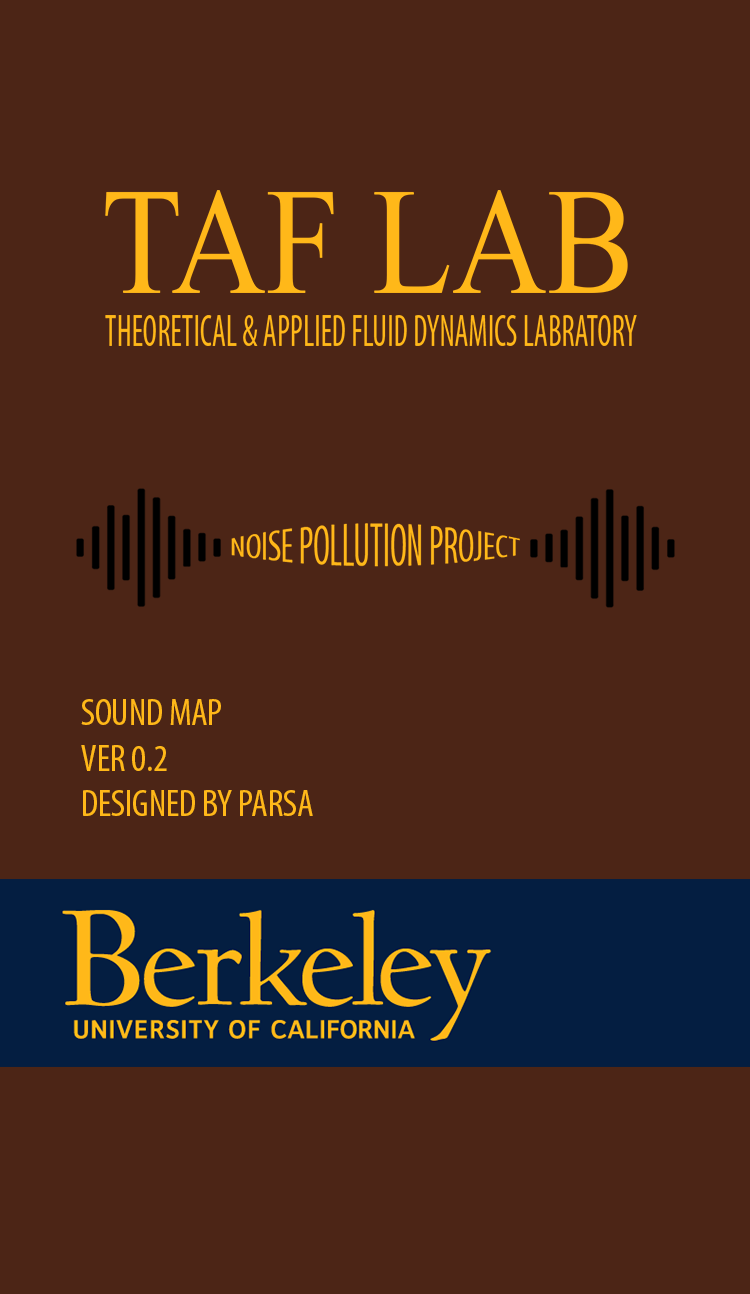 TAF LAB
THEORETICAL & APPLIED FLUID DYNAMICS LABRATORY
NOISE POLLUTION PROJECT
SOUND MAP
VER 0.2
DESIGNED BY PARSA
Berkeley
UNIVERSITY OF CALIFORNIA